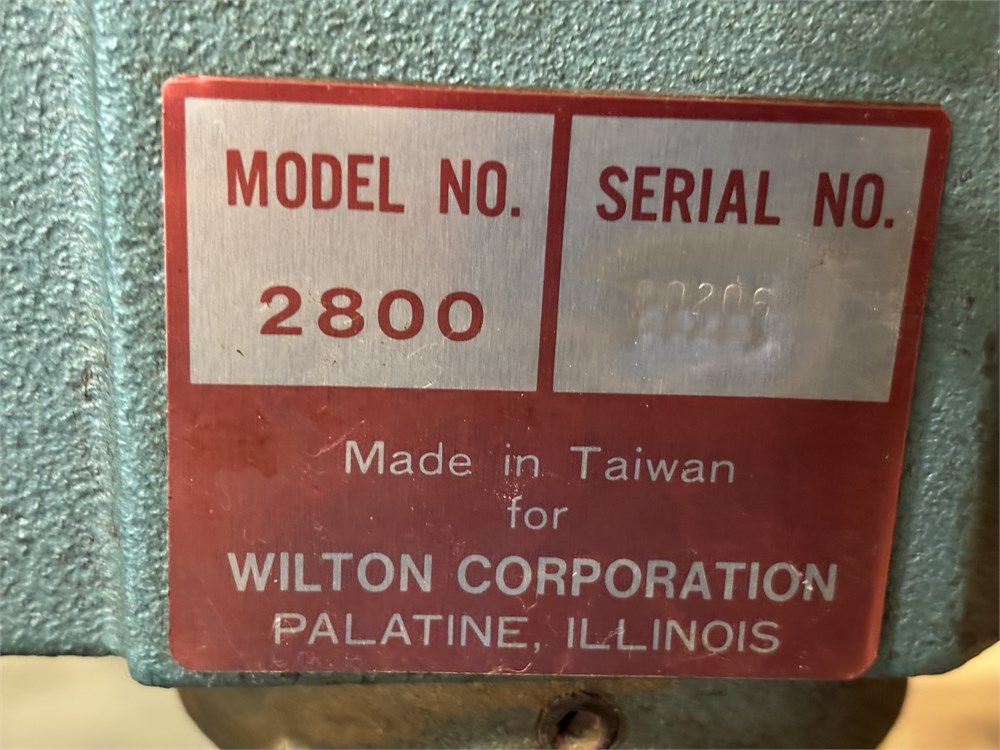 MODEL NO.
2800
SERIAL NO.
Made in Taiwan
for
WILTON CORPORATION
PALATINE, ILLINOIS